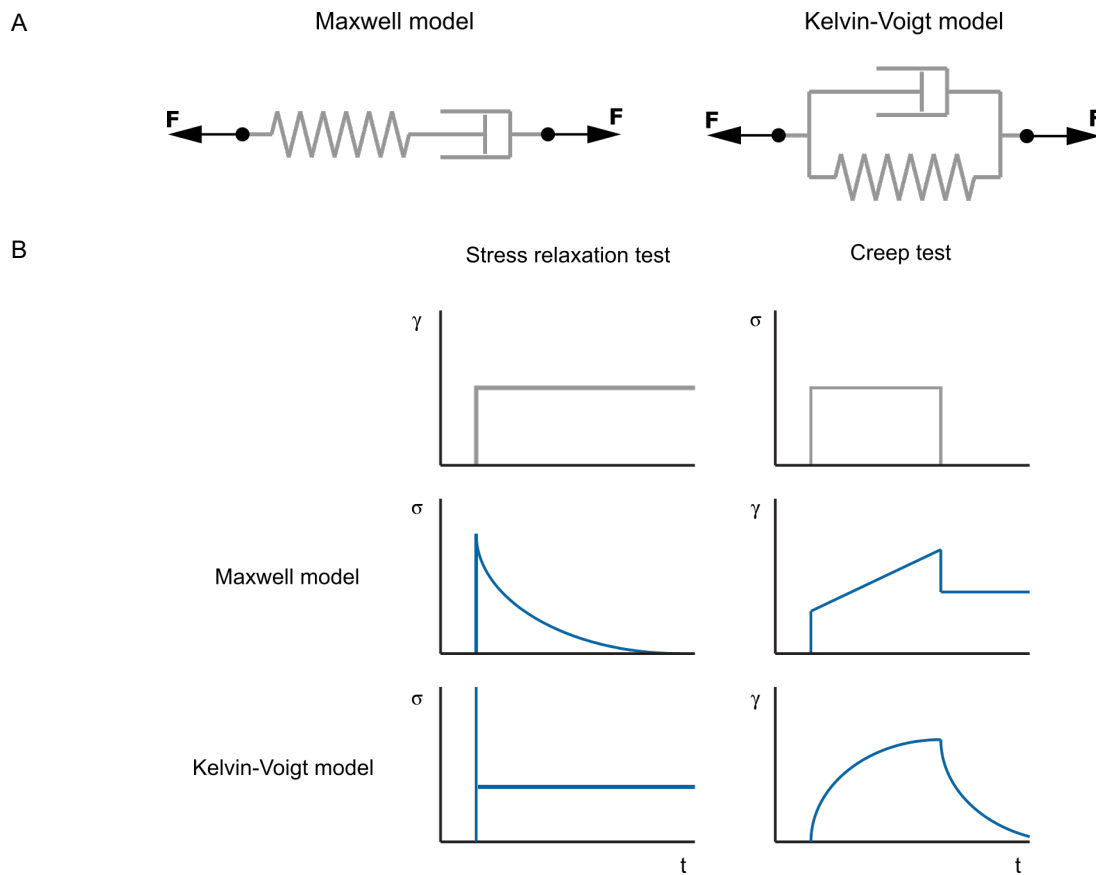 A
Maxwell model
Kelvin-Voigt model
F
F
F
F
B
Stress relaxation test
Creep test
γ
σ
Maxwell model
σ
γ
Kelvin-Voigt model
σ
γ
t
t